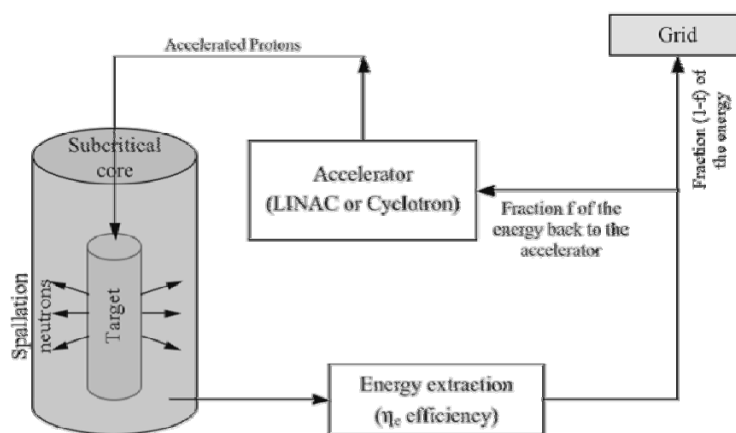 Accelerated Protons
Grid
Fraction (1-f) of
the energy
Subcritical
core
Accelerator
(LINAC or Cyclotron)
Fraction f of the
energy back to the
accelerator
Spallation
neutrons
Target
Energy extraction
(ηe efficiency)